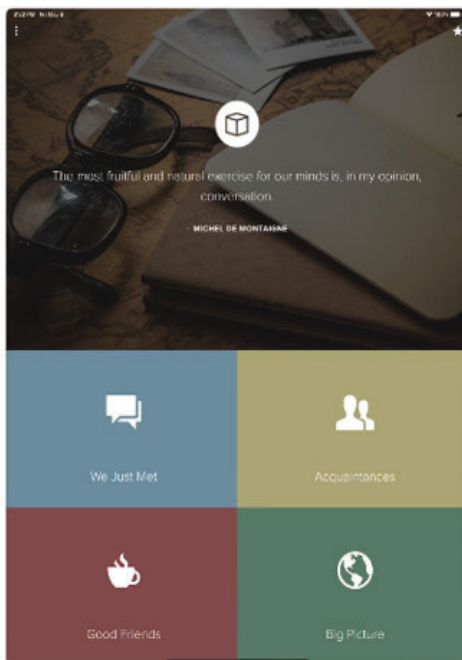 The most fruitful and natural exercise for our minds is, in my opinion,
conversation.
- MICHEL DE MONTAIGNE
We Just Met
Acquaintances
Good Friends
Big Picture